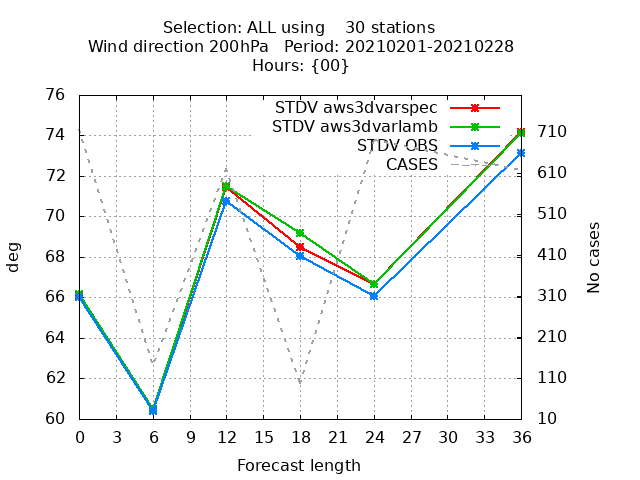 Selection: ALL using    30 stations
Wind direction 200hPa   Period: 20210201-20210228
Hours: {00}
76
74
72
70
68
66
64
62
60
deg
STDV aws3dvarspec
STDV aws3dvarlamb
STDV OBS
CASES
710
610
510
410
310
210
110
10
No cases
0 3 6 9 12 15 18 21 24 27 30 33 36
Forecast length